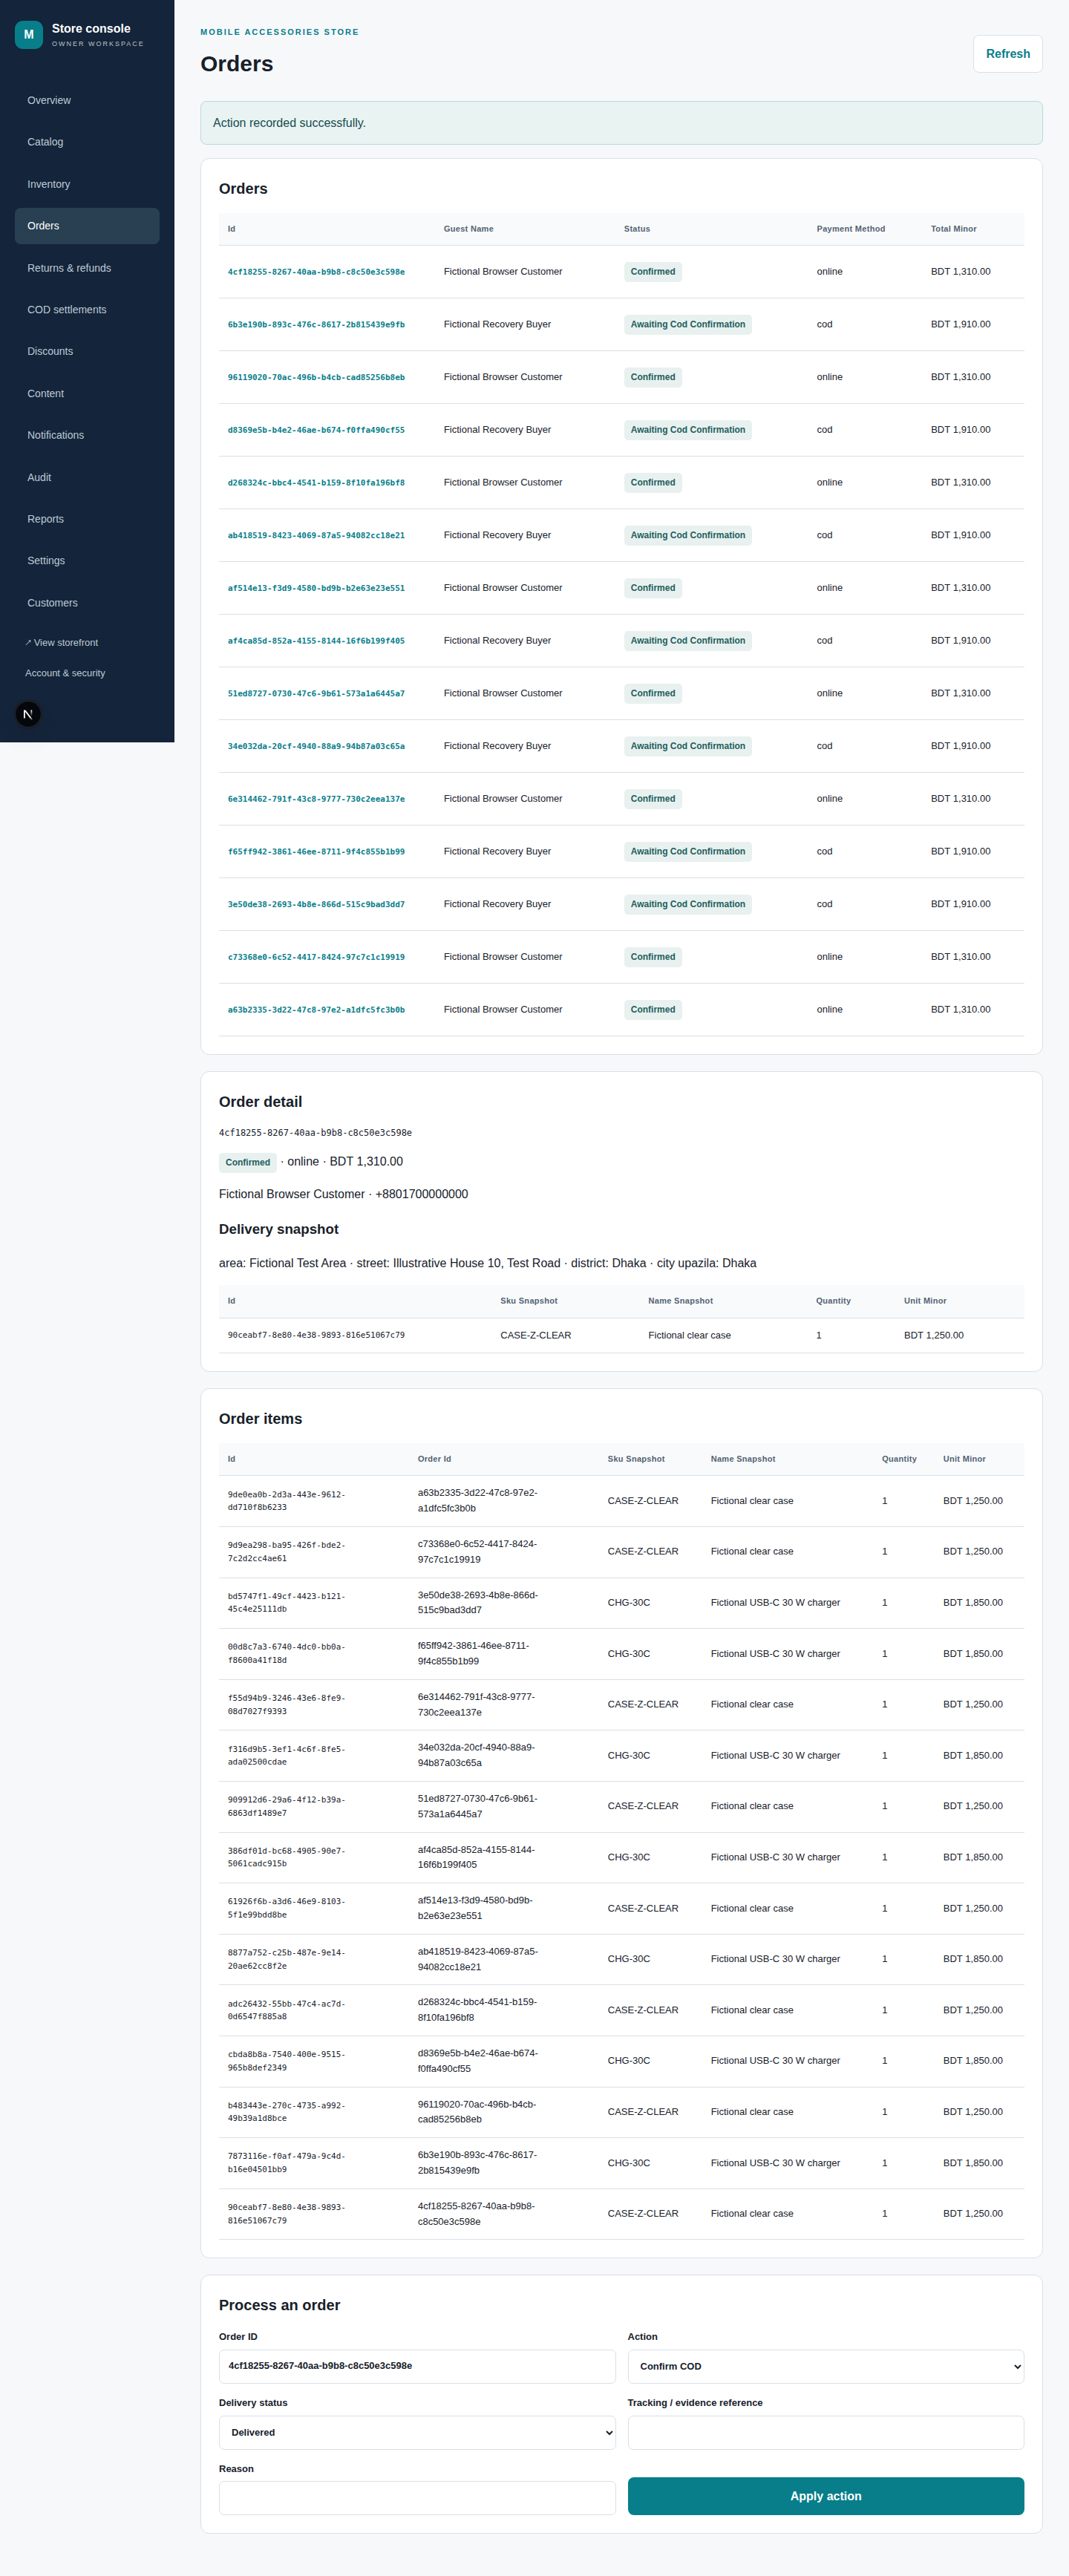 M
Store console
OWNER WORKSPACE
Overview
Catalog
Inventory
Orders
Returns & refunds
COD settlements
Discounts
Content
Notifications
Audit
Reports
Settings
Customers
↗ View storefront
Account & security
N
MOBILE ACCESSORIES STORE
Orders
Refresh
Action recorded successfully.
Orders
Id Guest Name Status Payment Method Total Minor
4cf18255-8267-40aa-b9b8-c8c50e3c598e Fictional Browser Customer Confirmed online BDT 1,310.00
6b3e190b-893c-476c-8617-2b815439e9fb Fictional Recovery Buyer Awaiting Cod Confirmation cod BDT 1,910.00
96119020-70ac-496b-b4cb-cad85256b8eb Fictional Browser Customer Confirmed online BDT 1,310.00
d8369e5b-b4e2-46ae-b674-f0ffa490cf55 Fictional Recovery Buyer Awaiting Cod Confirmation cod BDT 1,910.00
d268324c-bbc4-4541-b159-8f10fa196bf8 Fictional Browser Customer Confirmed online BDT 1,310.00
ab418519-8423-4069-87a5-94082cc18e21 Fictional Recovery Buyer Awaiting Cod Confirmation cod BDT 1,910.00
af514e13-f3d9-4580-bd9b-b2e63e23e551 Fictional Browser Customer Confirmed online BDT 1,310.00
af4ca85d-852a-4155-8144-16f6b199f405 Fictional Recovery Buyer Awaiting Cod Confirmation cod BDT 1,910.00
51ed8727-0730-47c6-9b61-573a1a6445a7 Fictional Browser Customer Confirmed online BDT 1,310.00
34e032da-20cf-4940-88a9-94b87a03c65a Fictional Recovery Buyer Awaiting Cod Confirmation cod BDT 1,910.00
6e314462-791f-43c8-9777-730c2eea137e Fictional Browser Customer Confirmed online BDT 1,310.00
f65ff942-3861-46ee-8711-9f4c855b1b99 Fictional Recovery Buyer Awaiting Cod Confirmation cod BDT 1,910.00
3e50de38-2693-4b8e-866d-515c9bad3dd7 Fictional Recovery Buyer Awaiting Cod Confirmation cod BDT 1,910.00
c73368e0-6c52-4417-8424-97c7c1c19919 Fictional Browser Customer Confirmed online BDT 1,310.00
a63b2335-3d22-47c8-97e2-a1dfc5fc3b0b Fictional Browser Customer Confirmed online BDT 1,310.00
Order detail
4cf18255-8267-40aa-b9b8-c8c50e3c598e
Confirmed · online · BDT 1,310.00
Fictional Browser Customer · +8801700000000
Delivery snapshot
area: Fictional Test Area · street: Illustrative House 10, Test Road · district: Dhaka · city upazila: Dhaka
Id Sku Snapshot Name Snapshot Quantity Unit Minor
90ceabf7-8e80-4e38-9893-816e51067c79 CASE-Z-CLEAR Fictional clear case 1 BDT 1,250.00
Order items
Id Order Id Sku Snapshot Name Snapshot Quantity Unit Minor
9de0ea0b-2d3a-443e-9612- a63b2335-3d22-47c8-97e2- CASE-Z-CLEAR Fictional clear case 1 BDT 1,250.00
dd710f8b6233 a1dfc5fc3b0b
9d9ea298-ba95-426f-bde2- c73368e0-6c52-4417-8424- CASE-Z-CLEAR Fictional clear case 1 BDT 1,250.00
7c2d2cc4ae61 97c7c1c19919
bd5747f1-49cf-4423-b121- 3e50de38-2693-4b8e-866d- CHG-30C Fictional USB-C 30 W charger 1 BDT 1,850.00
45c4e25111db 515c9bad3dd7
00d8c7a3-6740-4dc0-bb0a- f65ff942-3861-46ee-8711- CHG-30C Fictional USB-C 30 W charger 1 BDT 1,850.00
f8600a41f18d 9f4c855b1b99
f55d94b9-3246-43e6-8fe9- 6e314462-791f-43c8-9777- CASE-Z-CLEAR Fictional clear case 1 BDT 1,250.00
08d7027f9393 730c2eea137e
f316d9b5-3ef1-4c6f-8fe5- 34e032da-20cf-4940-88a9- CHG-30C Fictional USB-C 30 W charger 1 BDT 1,850.00
ada02500cdae 94b87a03c65a
909912d6-29a6-4f12-b39a- 51ed8727-0730-47c6-9b61- CASE-Z-CLEAR Fictional clear case 1 BDT 1,250.00
6863df1489e7 573a1a6445a7
386df01d-bc68-4905-90e7- af4ca85d-852a-4155-8144- CHG-30C Fictional USB-C 30 W charger 1 BDT 1,850.00
5061cadc915b 16f6b199f405
61926f6b-a3d6-46e9-8103- af514e13-f3d9-4580-bd9b- CASE-Z-CLEAR Fictional clear case 1 BDT 1,250.00
5f1e99bdd8be b2e63e23e551
8877a752-c25b-487e-9e14- ab418519-8423-4069-87a5- CHG-30C Fictional USB-C 30 W charger 1 BDT 1,850.00
20ae62cc8f2e 94082cc18e21
adc26432-55bb-47c4-ac7d- d268324c-bbc4-4541-b159- CASE-Z-CLEAR Fictional clear case 1 BDT 1,250.00
0d6547f885a8 8f10fa196bf8
cbda8b8a-7540-400e-9515- d8369e5b-b4e2-46ae-b674- CHG-30C Fictional USB-C 30 W charger 1 BDT 1,850.00
965b8def2349 f0ffa490cf55
b483443e-270c-4735-a992- 96119020-70ac-496b-b4cb- CASE-Z-CLEAR Fictional clear case 1 BDT 1,250.00
49b39a1d8bce cad85256b8eb
7873116e-f0af-479a-9c4d- 6b3e190b-893c-476c-8617- CHG-30C Fictional USB-C 30 W charger 1 BDT 1,850.00
b16e04501bb9 2b815439e9fb
90ceabf7-8e80-4e38-9893- 4cf18255-8267-40aa-b9b8- CASE-Z-CLEAR Fictional clear case 1 BDT 1,250.00
816e51067c79 c8c50e3c598e
Process an order
Order ID Action
4cf18255-8267-40aa-b9b8-c8c50e3c598e Confirm COD
Delivery status Tracking / evidence reference
Delivered
Reason
Apply action